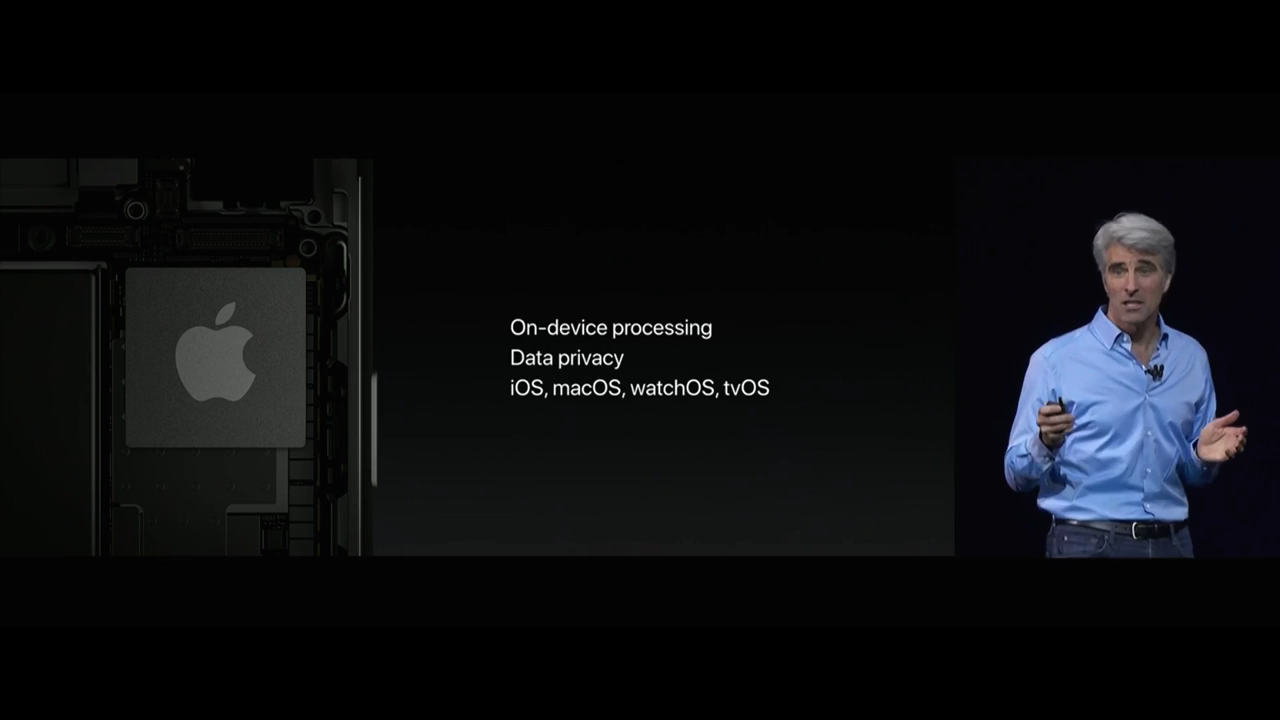 On-device processing
Data privacy
iOS, macOS, watchOS, tvOS